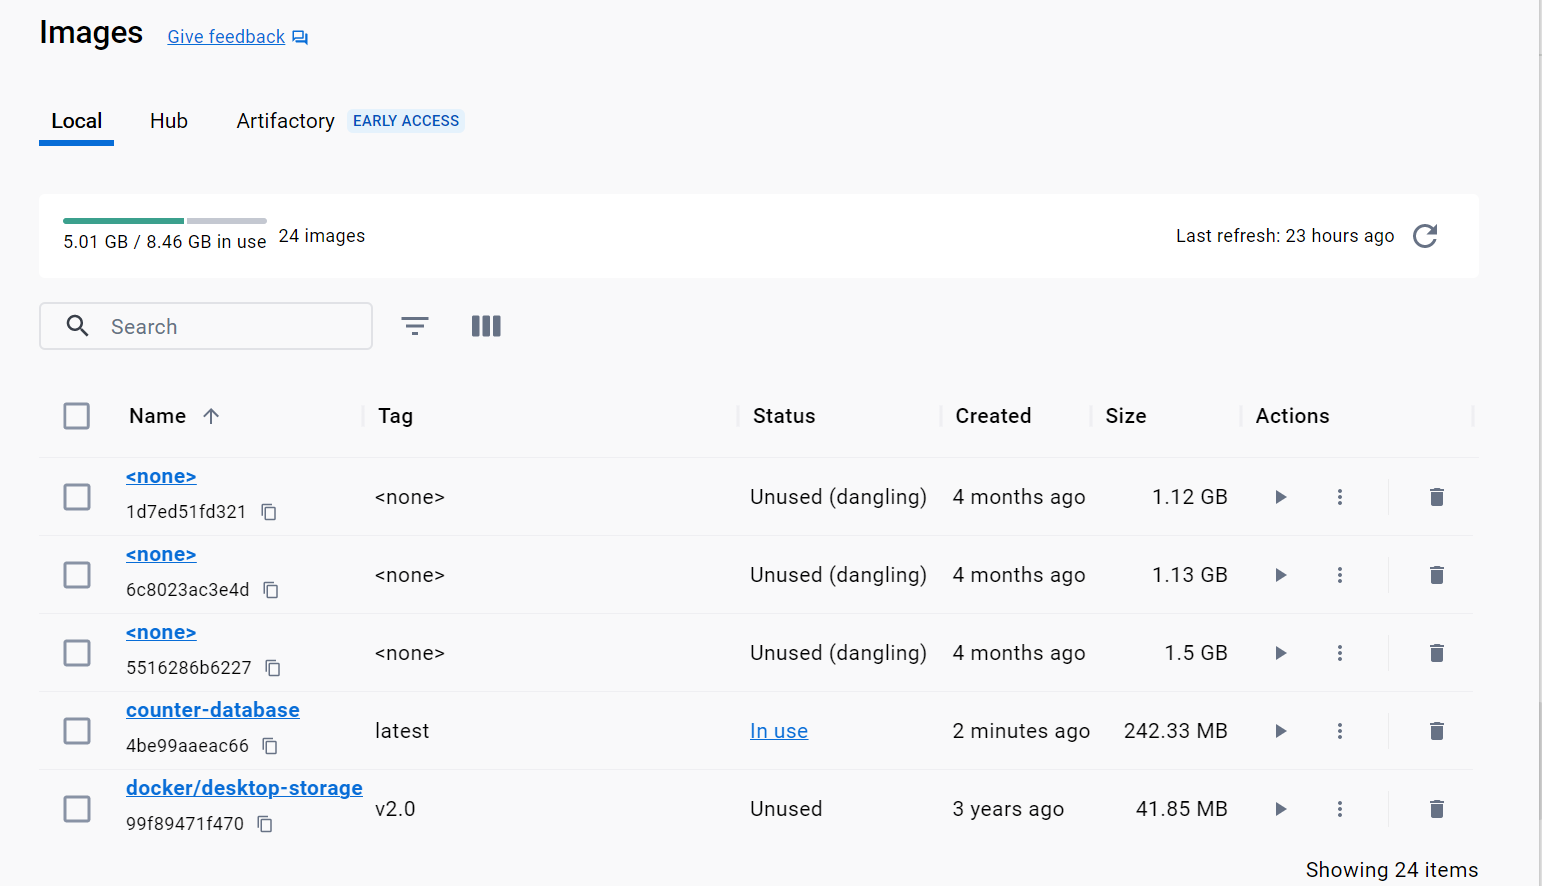 Images Give feedback
Local Hub Artifactory EARLY ACCESS
5.01 GB / 8.46 GB in use 24 images Last refresh: 23 hours ago
Search
Name Tag Status Created Size Actions
<none>
1d7ed51fd321 <none> Unused (dangling) 4 months ago 1.12 GB
<none>
6c8023ac3e4d <none> Unused (dangling) 4 months ago 1.13 GB
<none>
5516286b6227 <none> Unused (dangling) 4 months ago 1.5 GB
counter-database
4be99aaeac66 latest In use 2 minutes ago 242.33 MB
docker/desktop-storage
99f89471f470 v2.0 Unused 3 years ago 41.85 MB
Showing 24 items